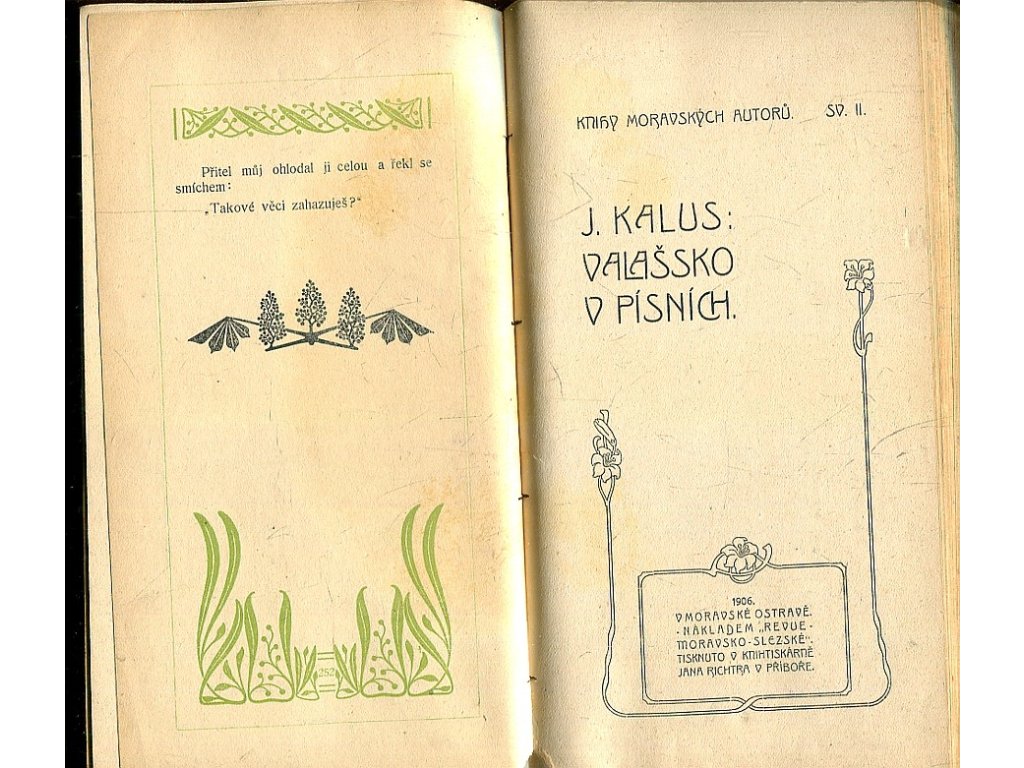 Přítel můj ohlodal ji celou a řekl se
smíchem:
„Takové věci zahazuješ?“
252
KNIHY MORAVSKÝCH AUTORŮ. SV. II.
J. KALUS:
VALAŠSKO
V PÍSNÍCH.
1906.
V MORAVSKÉ OSTRAVĚ.
·NÁKLADEM „REVUE·
MORAVSKO-SLEZSKÉ“.
TISKNUTO V KNIHTISKÁRNĚ
JANA RICHTRA V PŘÍBOŘE.